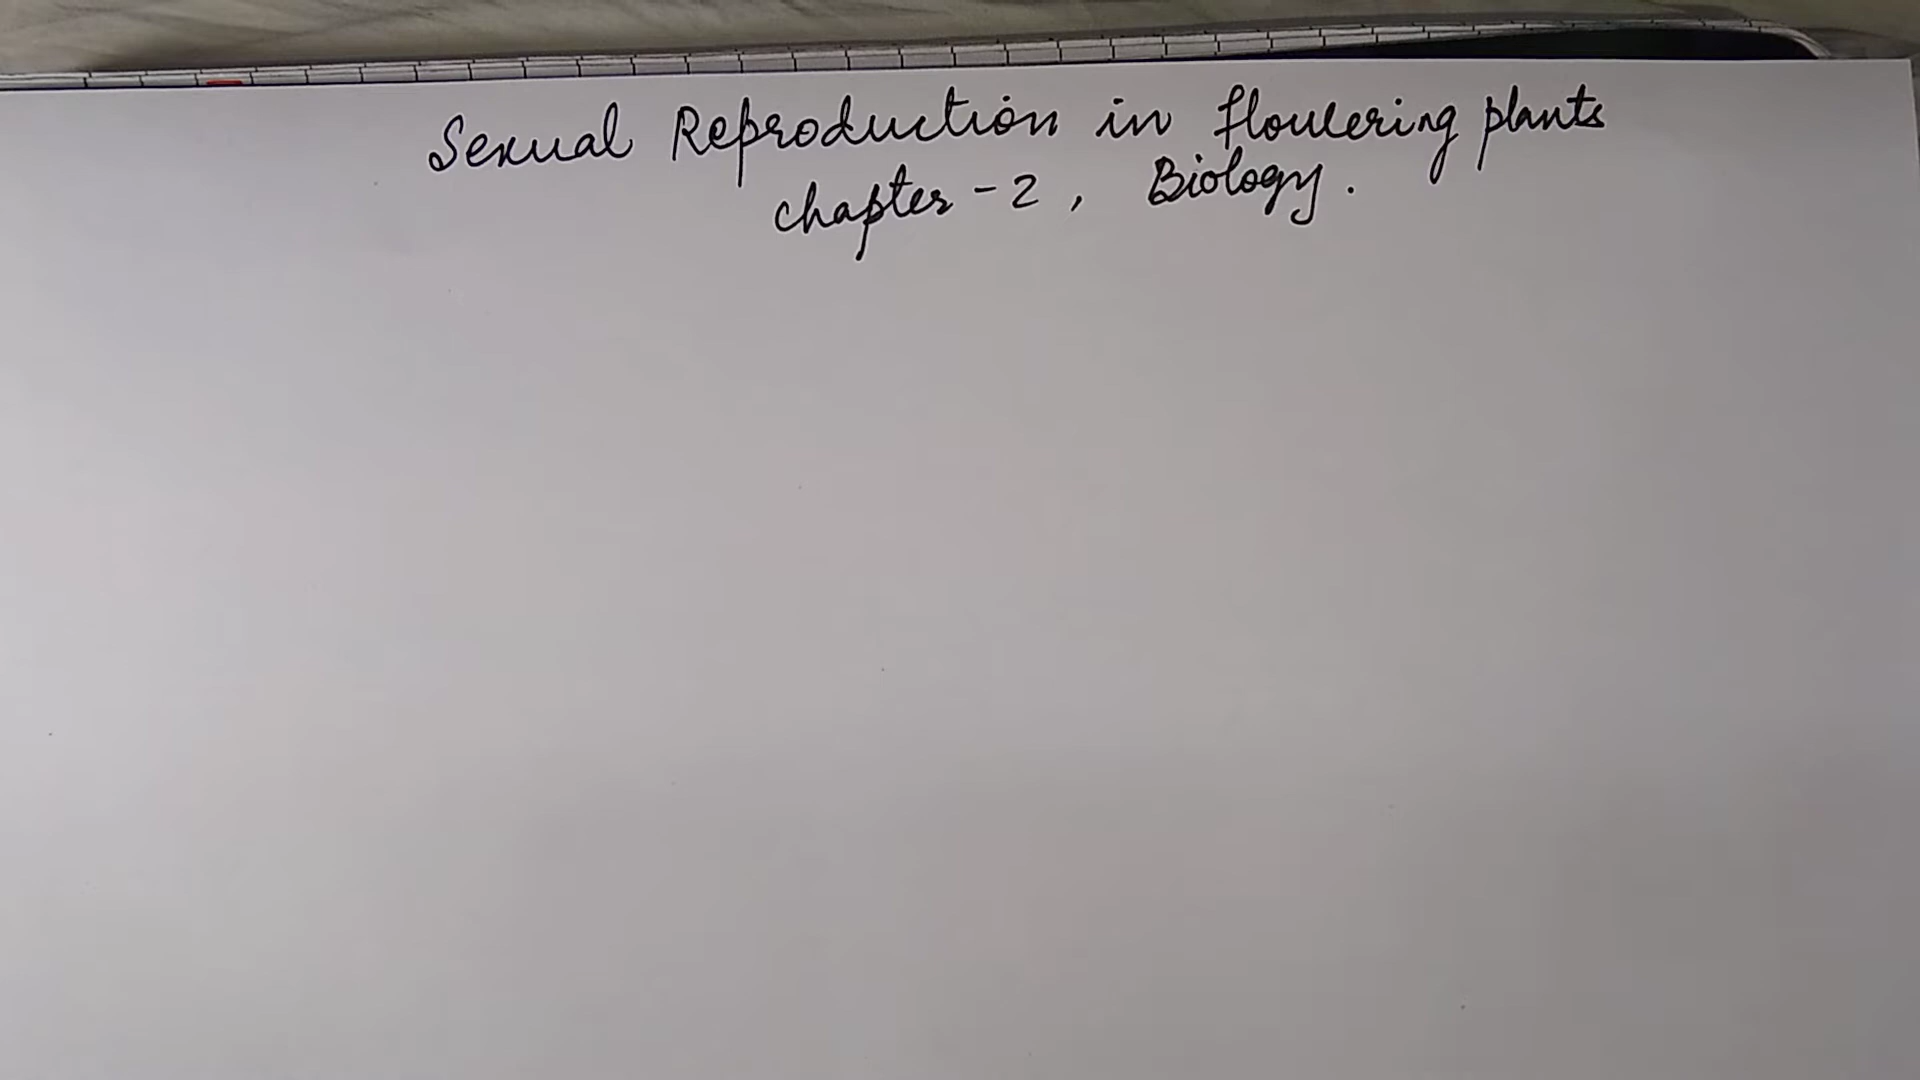 Sexual Reproduction in flowering plants
chapter - 2 , Biology .